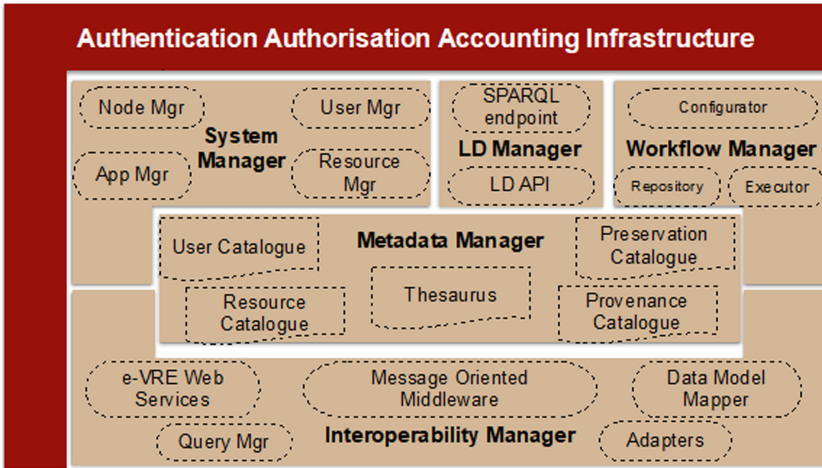 Authentication Authorisation Accounting Infrastructure
Node Mgr
User Mgr
System
Manager
App Mgr
Resource
Mgr
SPARQL
endpoint
LD Manager
LD API
Configurator
Workflow Manager
Repository
Executor
User Catalogue
Metadata Manager
Preservation
Catalogue
Resource
Catalogue
Thesaurus
Provenance
Catalogue
e-VRE Web
Services
Message Oriented
Middleware
Data Model
Mapper
Query Mgr
Interoperability Manager
Adapters